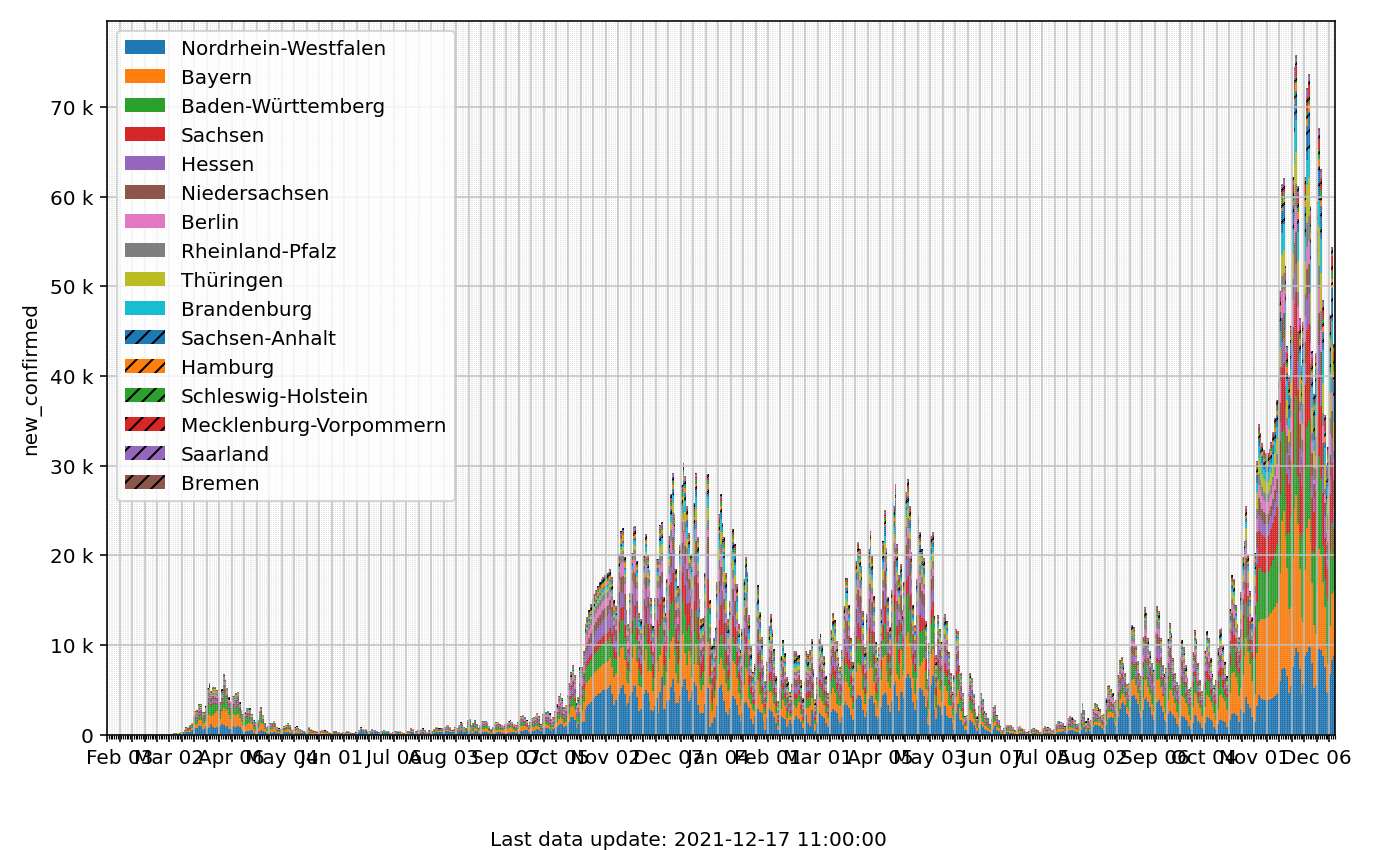 new_confirmed
70 k
60 k
50 k
40 k
30 k
20 k
10 k
0
Nordrhein-Westfalen
Bayern
Baden-Württemberg
Sachsen
Hessen
Niedersachsen
Berlin
Rheinland-Pfalz
Thüringen
Brandenburg
Sachsen-Anhalt
Hamburg
Schleswig-Holstein
Mecklenburg-Vorpommern
Saarland
Bremen
Feb 03 Mar 02 Apr 06 May 04 Jun 01 Jul 06 Aug 03 Sep 07 Oct 05 Nov 02 Dec 07 Jan 04 Feb 01 Mar 01 Apr 05 May 03 Jun 07 Jul 05 Aug 02 Sep 06 Oct 04 Nov 01 Dec 06
Last data update: 2021-12-17 11:00:00